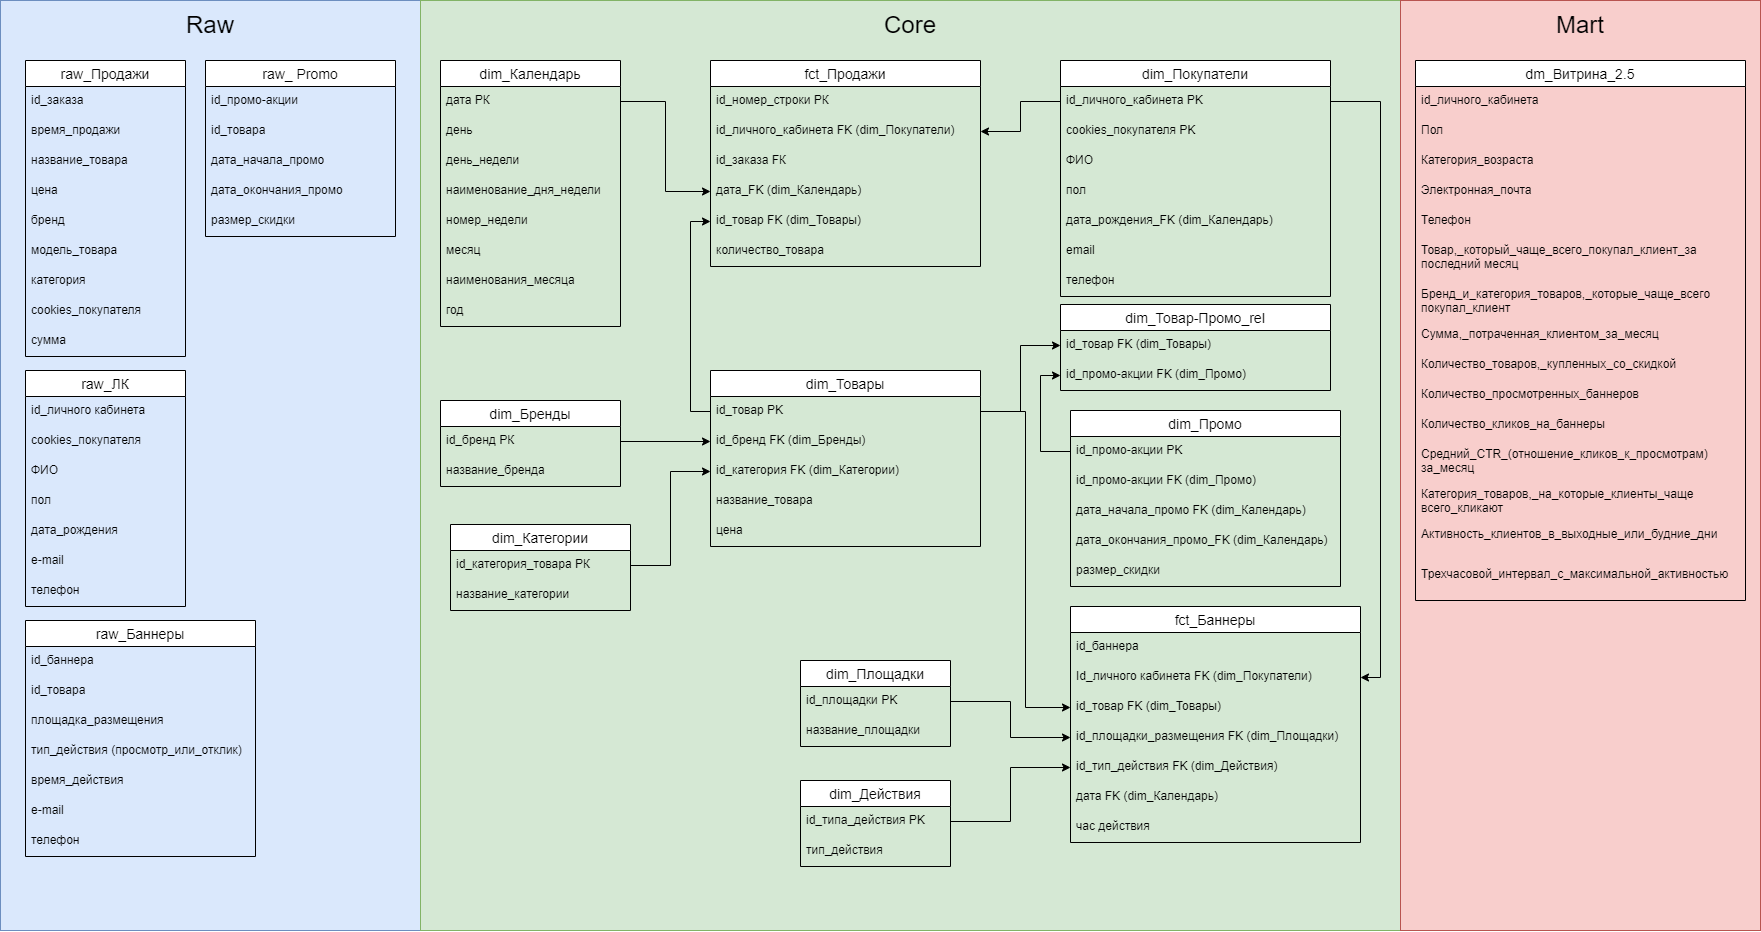 Raw
raw_Продажи
id_заказа
время_продажи
название_товара
цена
бренд
модель_товара
категория
cookies_покупателя
сумма
raw_ Promo
id_промо-акции
id_товара
дата_начала_промо
дата_окончания_промо
размер_скидки
raw_ЛК
id_личного кабинета
cookies_покупателя
ФИО
пол
дата_рождения
e-mail
телефон
raw_Баннеры
id_баннера
id_товара
площадка_размещения
тип_действия (просмотр_или_отклик)
время_действия
e-mail
телефон
Core
dim_Календарь
дата PK
день
день_недели
наименование_дня_недели
номер_недели
месяц
наименования_месяца
год
fct_Продажи
id_номер_строки PK
id_личного_кабинета FK (dim_Покупатели)
id_заказа FK
дата_FK (dim_Календарь)
id_товар FK (dim_Товары)
количество_товара
dim_Покупатели
id_личного_кабинета PK
cookies_покупателя PK
ФИО
пол
дата_рождения_FK (dim_Календарь)
email
телефон
dim_Товар-Промо_rel
id_товар FK (dim_Товары)
id_промо-акции FK (dim_Промо)
dim_Бренды
id_бренд PK
название_бренда
dim_Товары
id_товар PK
id_бренд FK (dim_Бренды)
id_категория FK (dim_Категории)
название_товара
цена
dim_Промо
id_промо-акции PK
id_промо-акции FK (dim_Промо)
дата_начала_промо FK (dim_Календарь)
дата_окончания_промо_FK (dim_Календарь)
размер_скидки
dim_Категории
id_категория_товара PK
название_категории
dim_Площадки
id_площадки PK
название_площадки
dim_Действия
id_типа_действия PK
тип_действия
fct_Баннеры
id_баннера
Id_личного кабинета FK (dim_Покупатели)
id_товар FK (dim_Товары)
id_площадки_размещения FK (dim_Площадки)
id_тип_действия FK (dim_Действия)
дата FK (dim_Календарь)
час действия
Mart
dm_Витрина_2.5
id_личного_кабинета
Пол
Категория_возраста
Электронная_почта
Телефон
Товар,_который_чаще_всего_покупал_клиент_за
последний месяц
Бренд_и_категория_товаров,_которые_чаще_всего
покупал_клиент
Сумма,_потраченная_клиентом_за_месяц
Количество_товаров,_купленных_со_скидкой
Количество_просмотренных_баннеров
Количество_кликов_на_баннеры
Средний_CTR_(отношение_кликов_к_просмотрам)
за_месяц
Категория_товаров,_на_которые_клиенты_чаще
всего_кликают
Активность_клиентов_в_выходные_или_будние_дни
Трехчасовой_интервал_с_максимальной_активностью